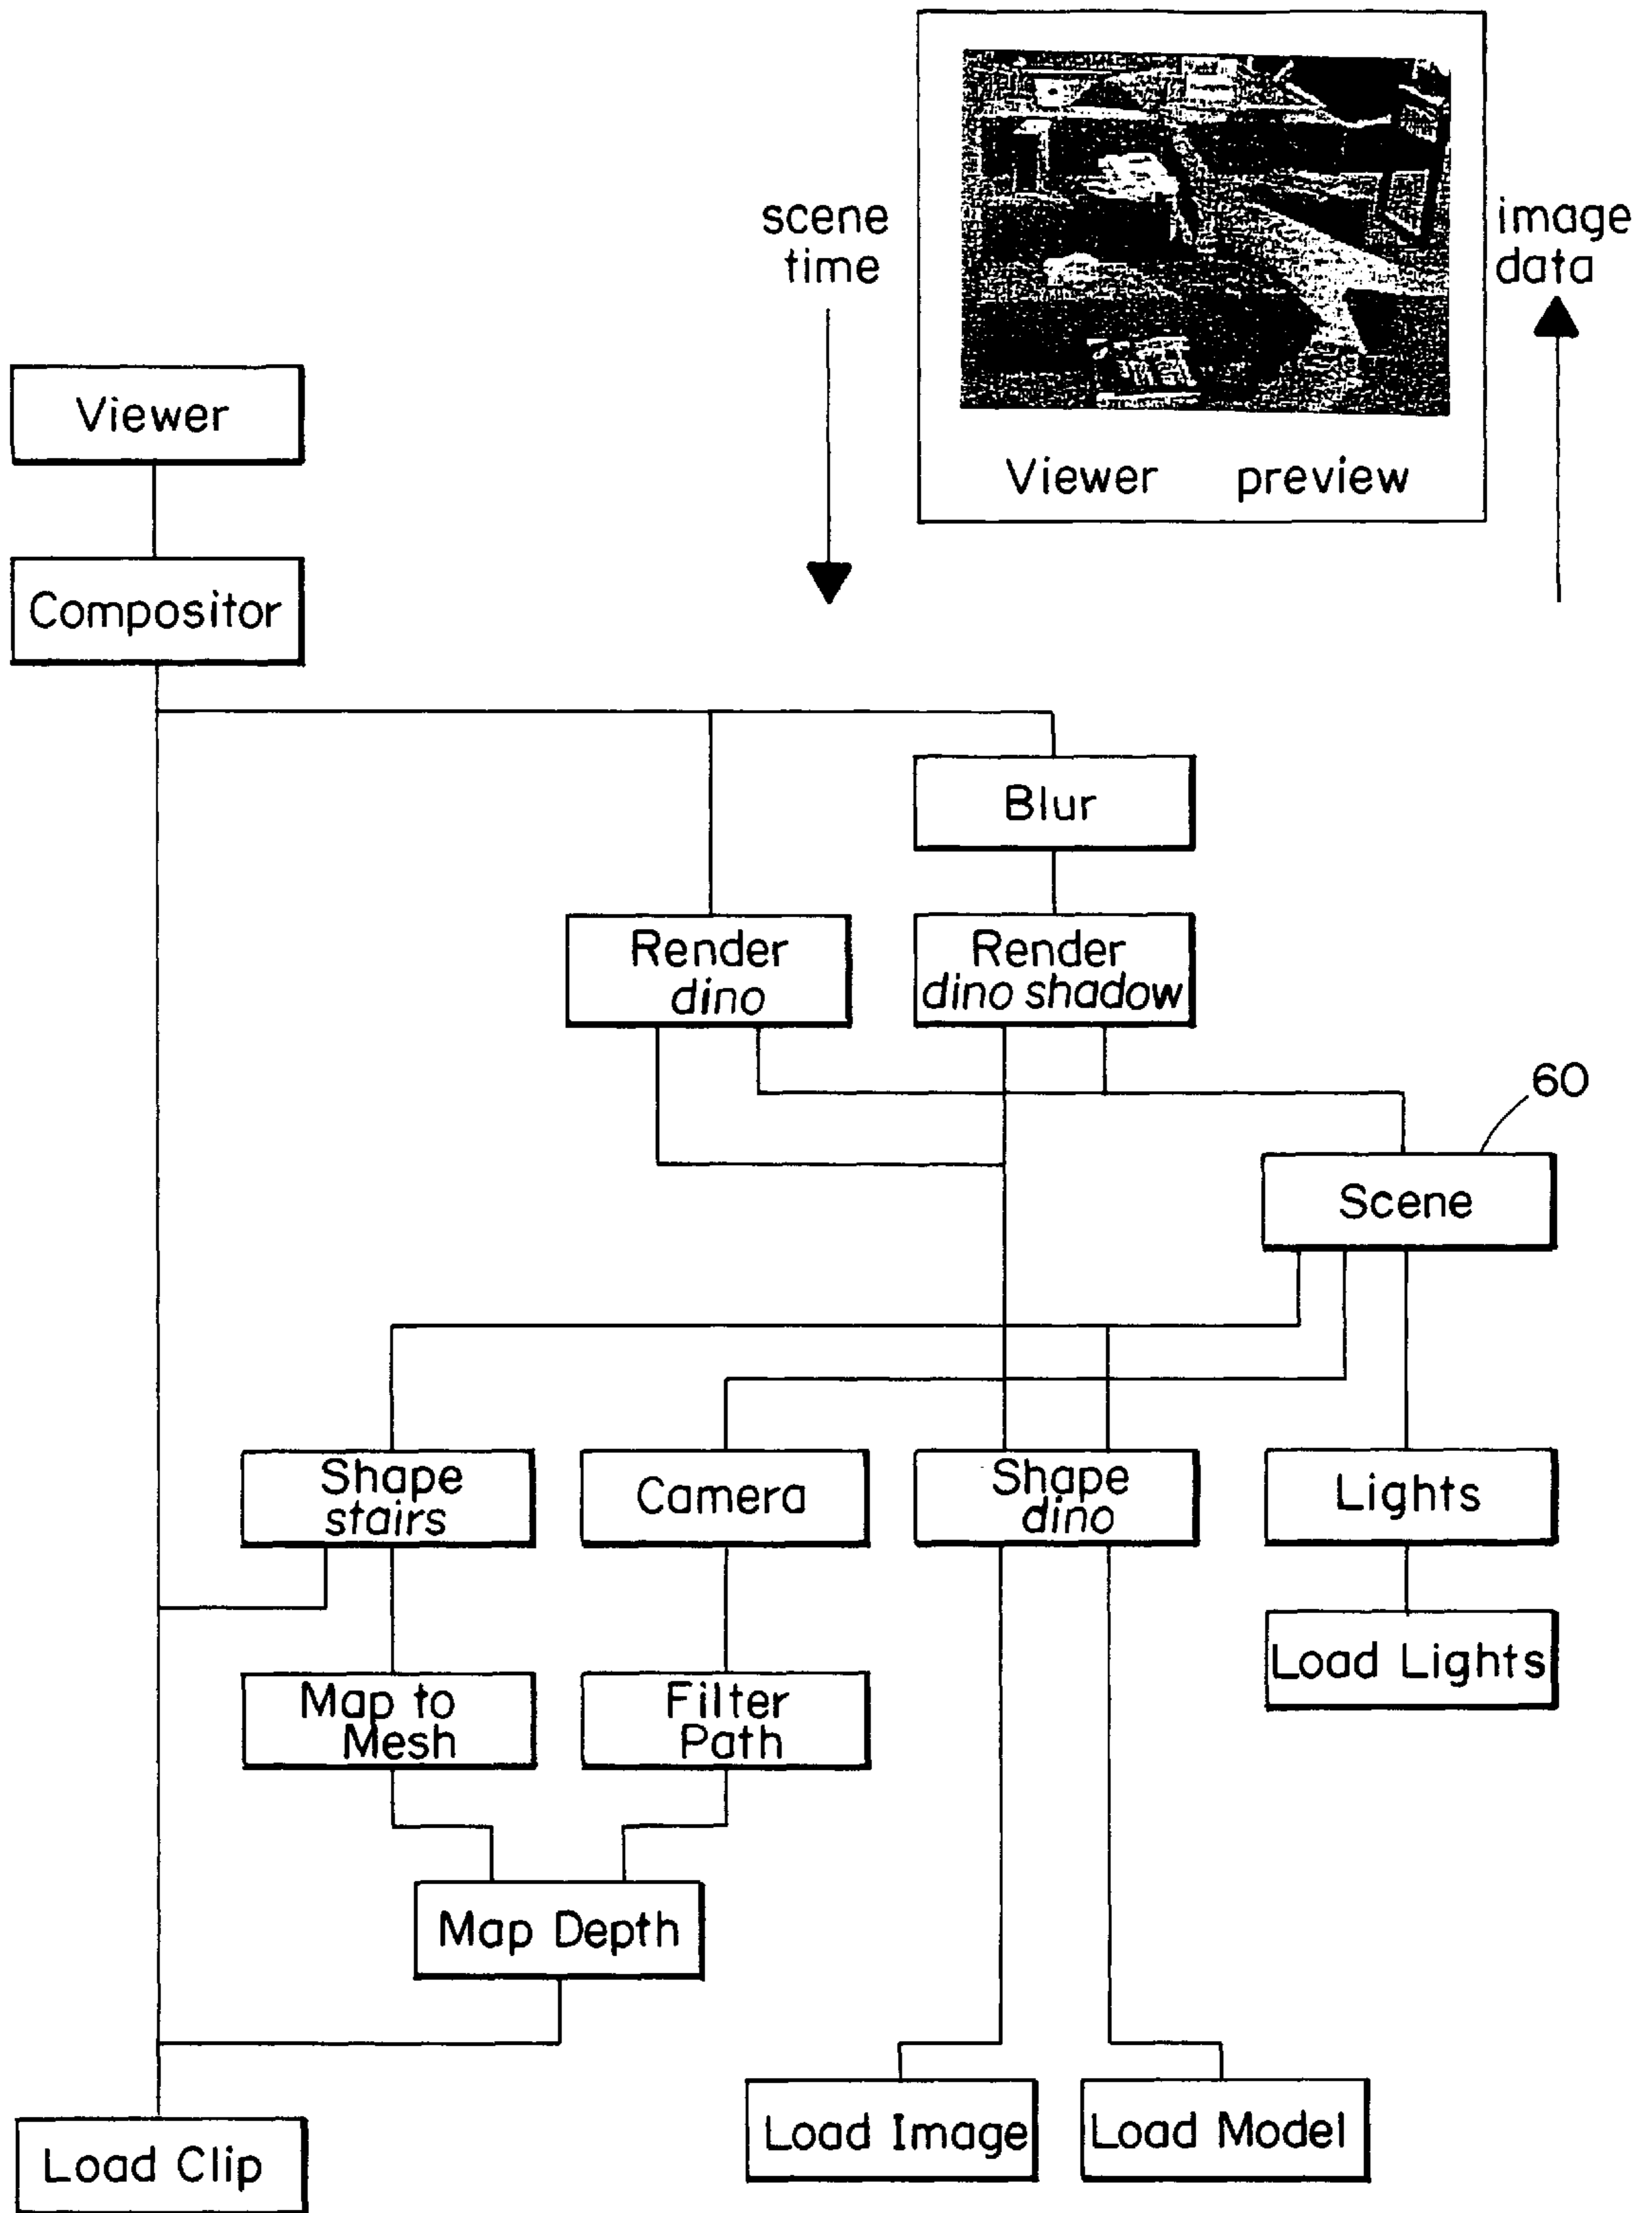 scene
time
image
data
Viewer preview
Viewer
Compositor
Blur
Render
dino
Render
dino shadow
60
Scene
Shape
stairs
Camera
Shape
dino
Lights
Load Lights
Map to
Mesh
Filter
Path
Map Depth
Load Image
Load Model
Load Clip